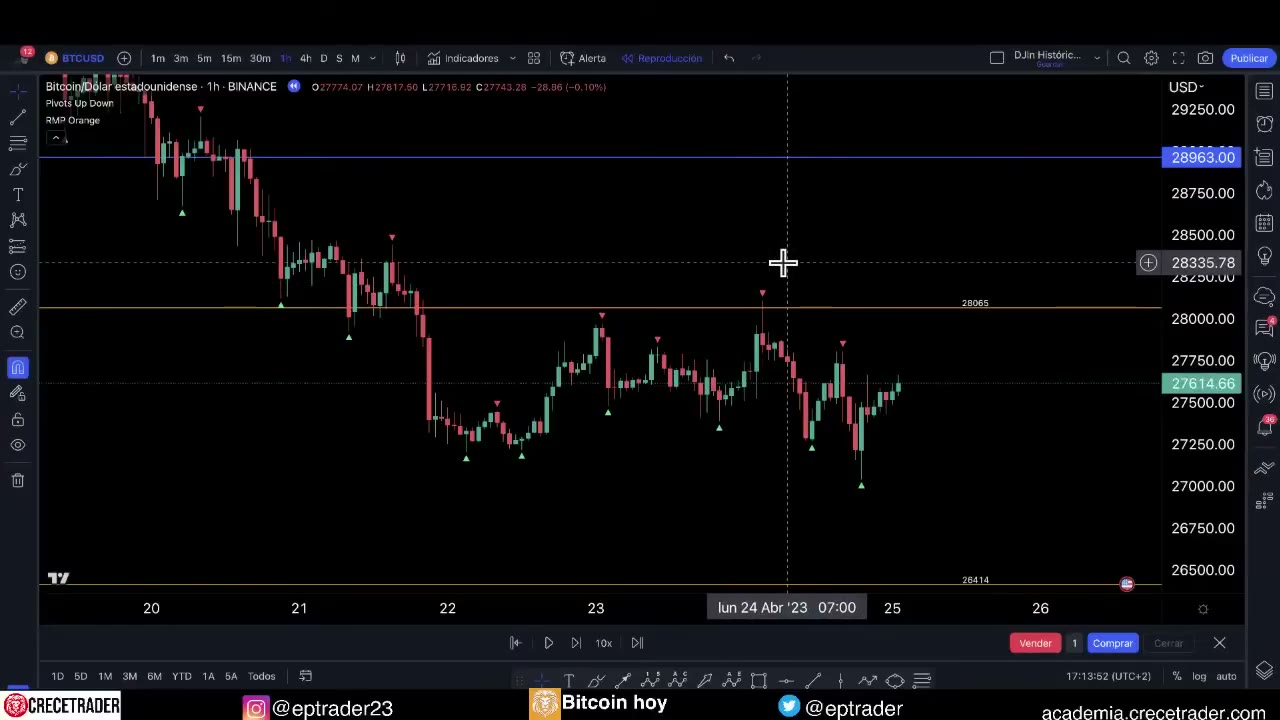 12
BTCUSD
1m 3m 5m 15m 30m 1h 4h D S M
Indicadores
Alerta
Reproducción
DJIn Históric...
Guardar
Publicar
Bitcoin/Dólar estadounidense · 1h · BINANCE
O27774.07 H27817.50 L27716.92 C27743.28 −28.86 (−0.10%)
Pivots Up Down
RMP Orange
USD
29250.00
28963.00
28750.00
28500.00
28335.78
28250.00
28065
28000.00
27750.00
27614.66
27500.00
27250.00
27000.00
26750.00
26500.00
26414
4
36
20 21 22 23 lun 24 Abr '23 07:00 25 26
10x
Vender 1 Comprar Cerrar
1D 5D 1M 3M 6M YTD 1A 5A Todos
17:13:52 (UTC+2) % log auto
CRECETRADER
@eptrader23
Bitcoin hoy
@eptrader
academia.crecetrader.com